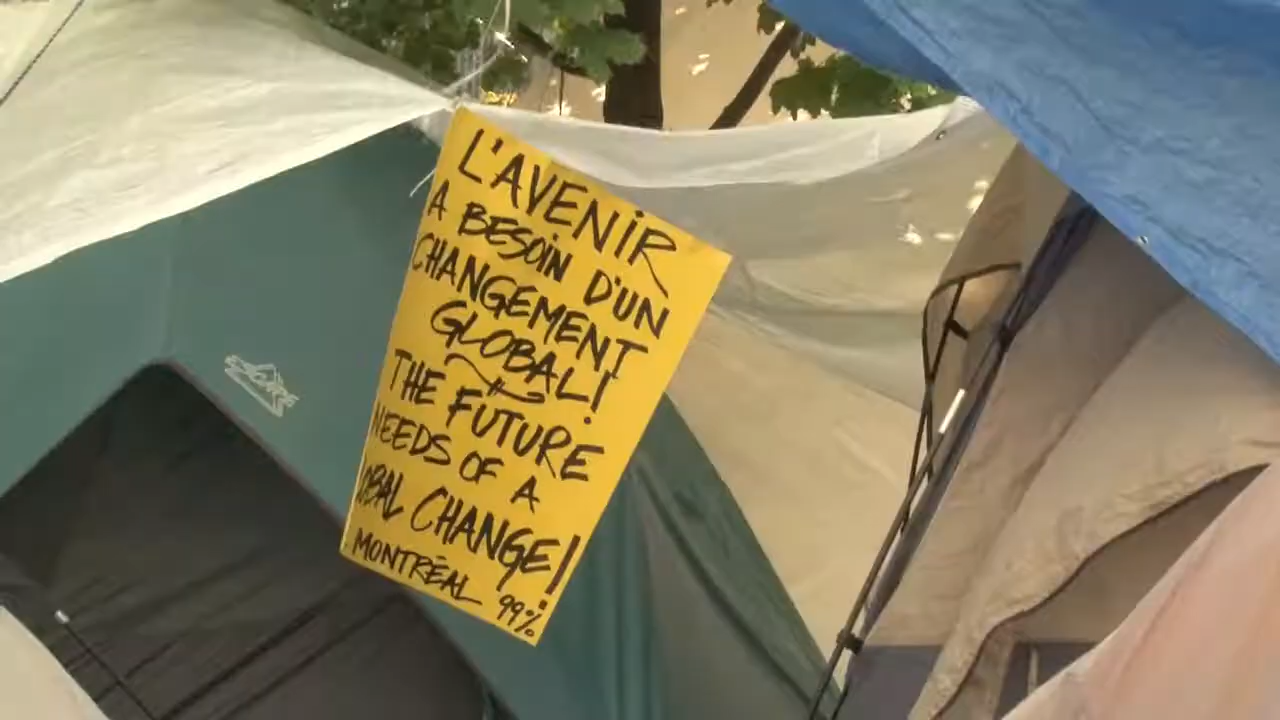 L'AVENIR
A BESOIN D'UN
CHANGEMENT
GLOBAL!
THE FUTURE
NEEDS OF A
CHANGE!
MONTRÉAL 99%